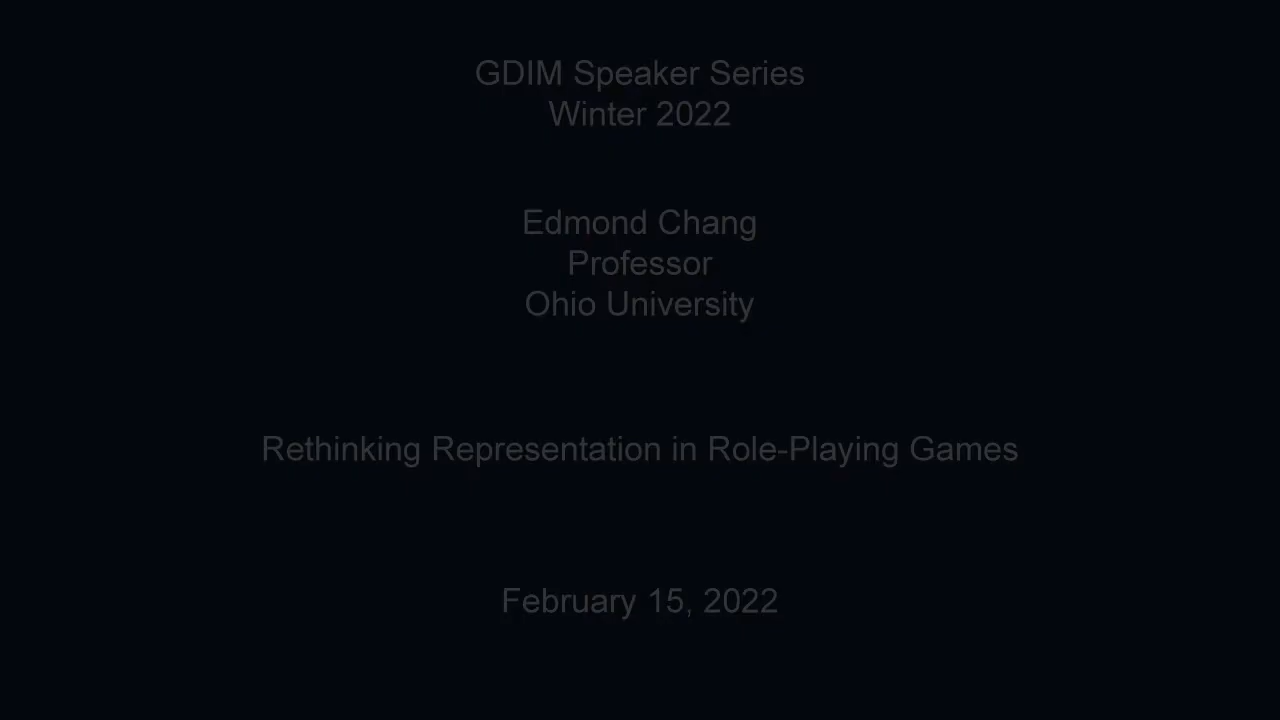 GDIM Speaker Series
Winter 2022
Edmond Chang
Professor
Ohio University
Rethinking Representation in Role-Playing Games
February 15, 2022